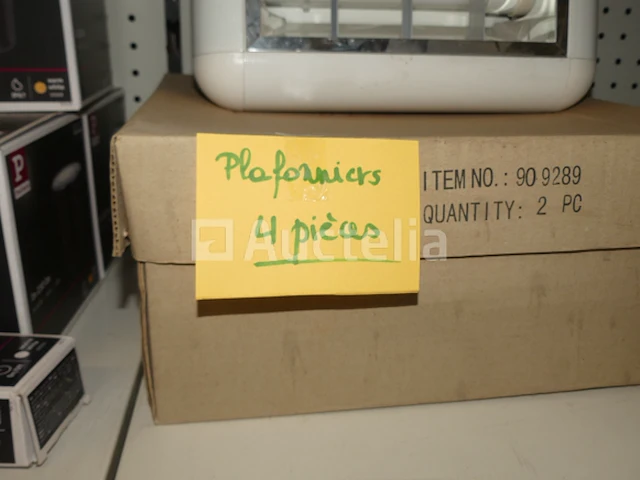 Plafonniers
4 pièces
ITEM NO.: 90 9289
QUANTITY: 2 PC
Auctelia
P
P